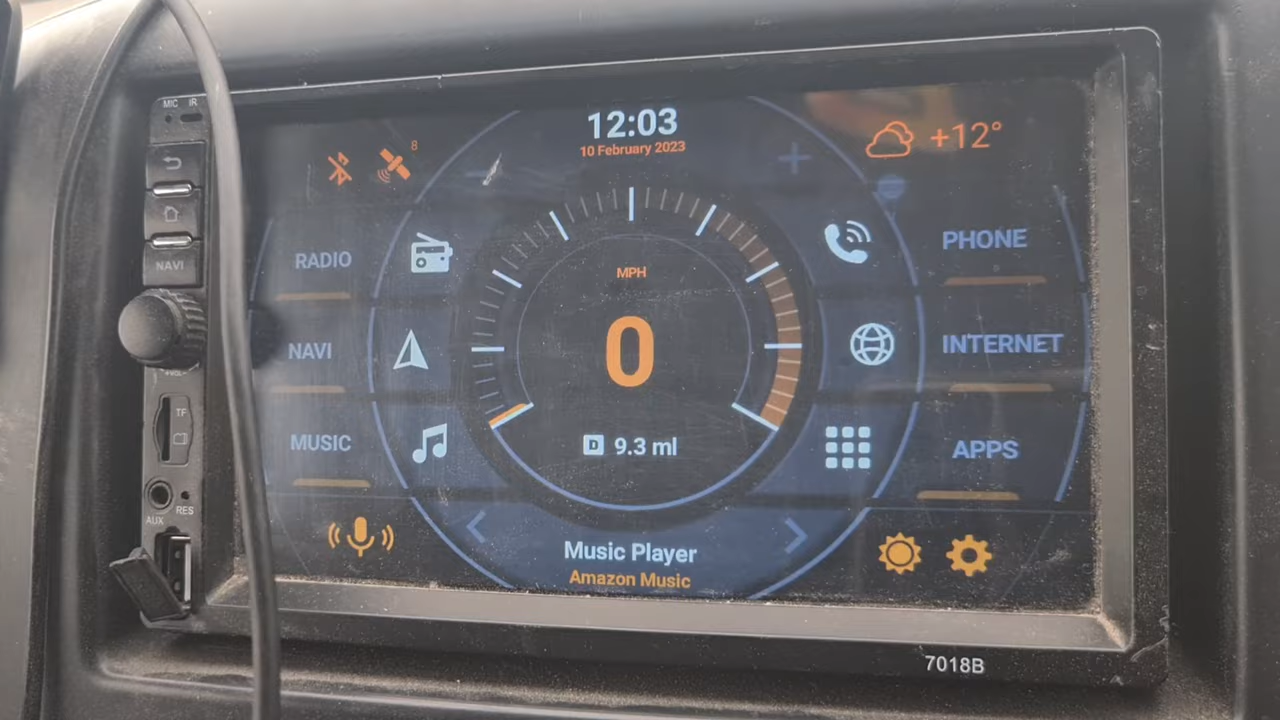 MIC IR
12:03
10 February 2023
8
+12°
NAVI
RADIO
NAVI
MUSIC
MPH
0
D 9.3 ml
PHONE
INTERNET
APPS
TF
AUX
RES
Music Player
Amazon Music
7018B